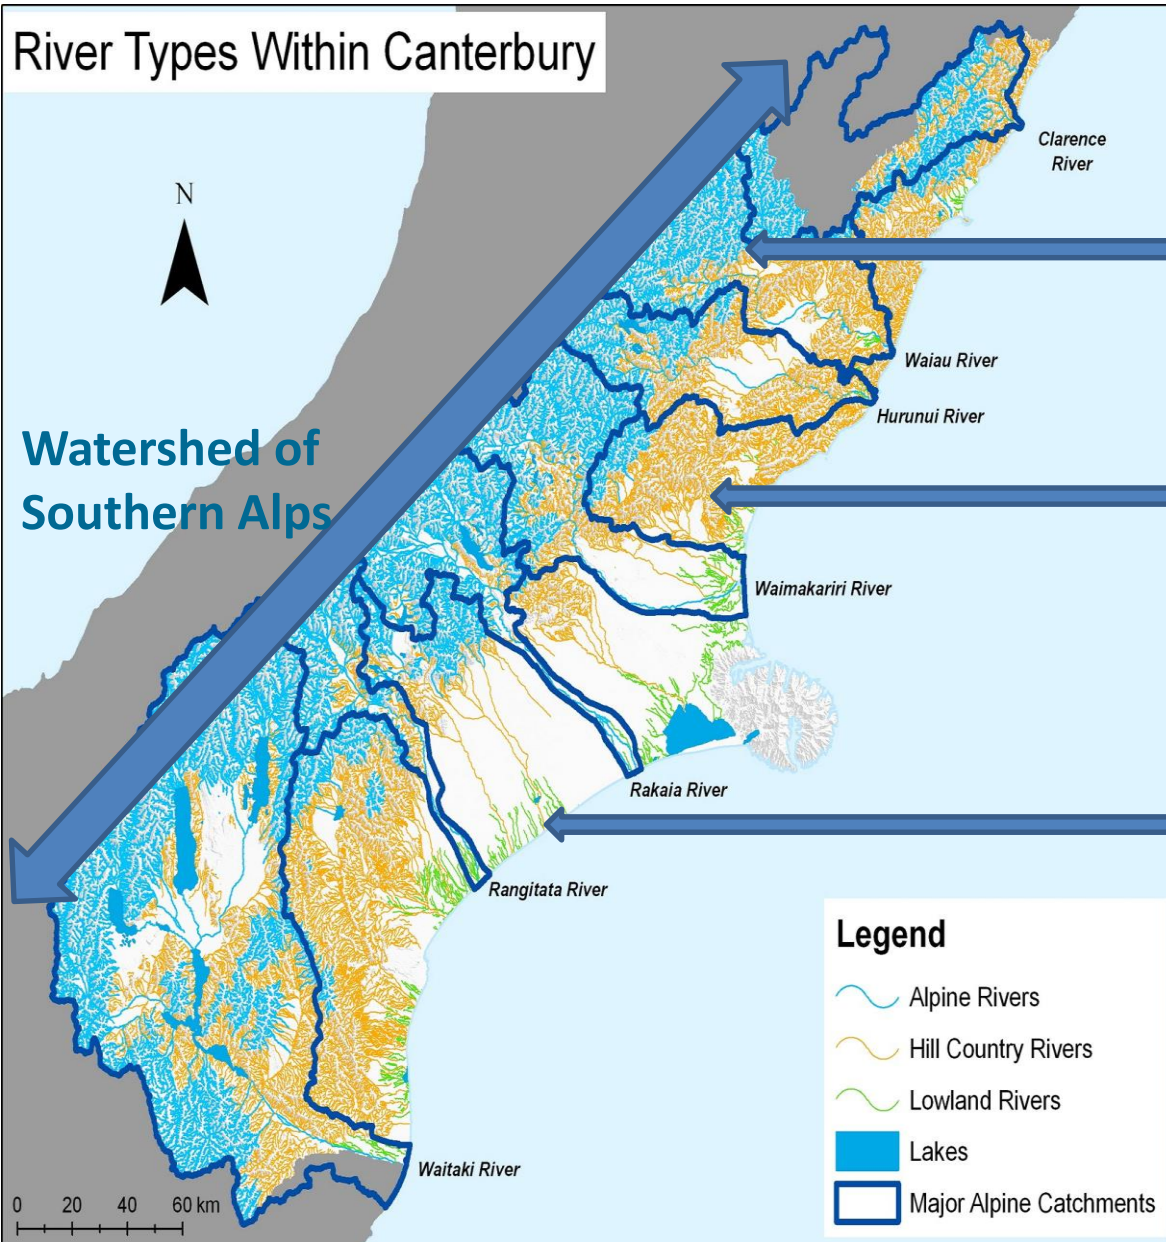 River Types Within Canterbury
N
Clarence
River
Waiau River
Hurunui River
Watershed of
Southern Alps
Waimakariri River
Rakaia River
Rangitata River
Waitaki River
Legend
Alpine Rivers
Hill Country Rivers
Lowland Rivers
Lakes
Major Alpine Catchments
0 20 40 60 km